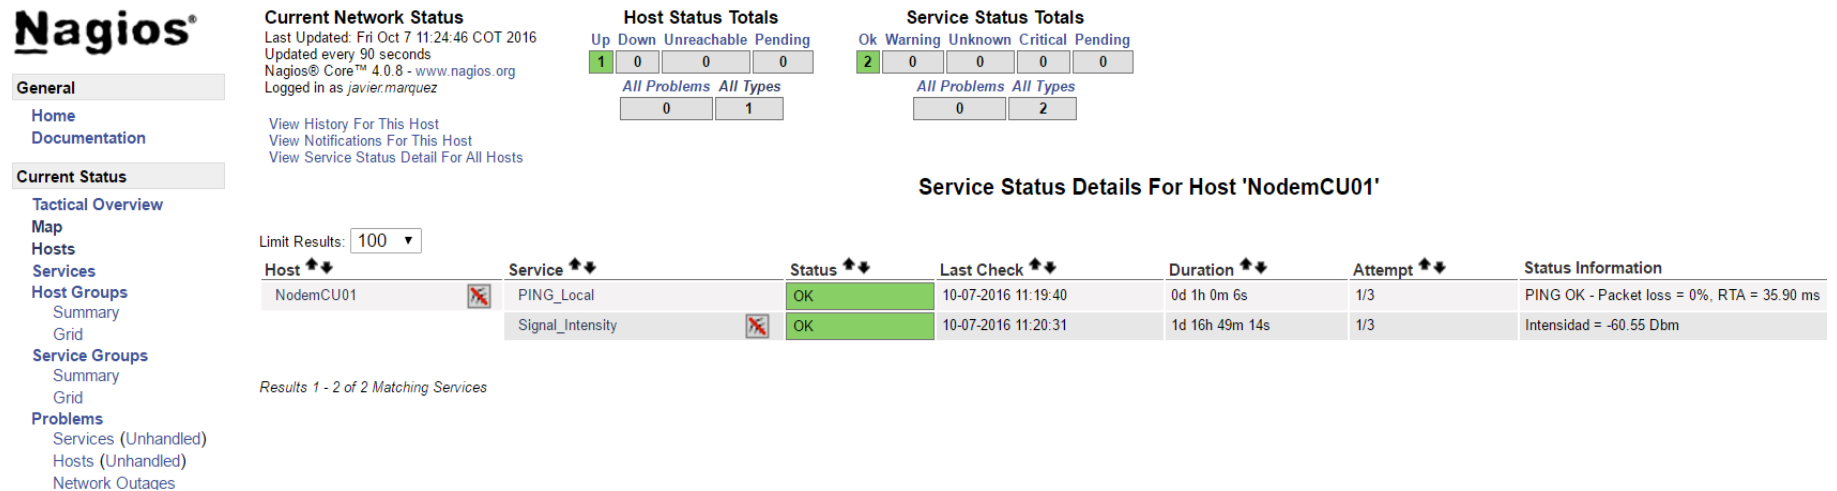 Nagios®
General
Home
Documentation
Current Status
Tactical Overview
Map
Hosts
Services
Host Groups
Summary
Grid
Service Groups
Summary
Grid
Problems
Services (Unhandled)
Hosts (Unhandled)
Network Outages
Current Network Status
Last Updated: Fri Oct 7 11:24:46 COT 2016
Updated every 90 seconds
Nagios® Core™ 4.0.8 - www.nagios.org
Logged in as javier.marquez
View History For This Host
View Notifications For This Host
View Service Status Detail For All Hosts
Host Status Totals
Up Down Unreachable Pending
1 0 0 0
All Problems All Types
0 1
Service Status Totals
Ok Warning Unknown Critical Pending
2 0 0 0 0
All Problems All Types
0 2
Service Status Details For Host 'NodemCU01'
Limit Results: 100
Host Service Status Last Check Duration Attempt Status Information
NodemCU01 PING_Local OK 10-07-2016 11:19:40 0d 1h 0m 6s 1/3 PING OK - Packet loss = 0%, RTA = 35.90 ms
Signal_Intensity OK 10-07-2016 11:20:31 1d 16h 49m 14s 1/3 Intensidad = -60.55 Dbm
Results 1 - 2 of 2 Matching Services